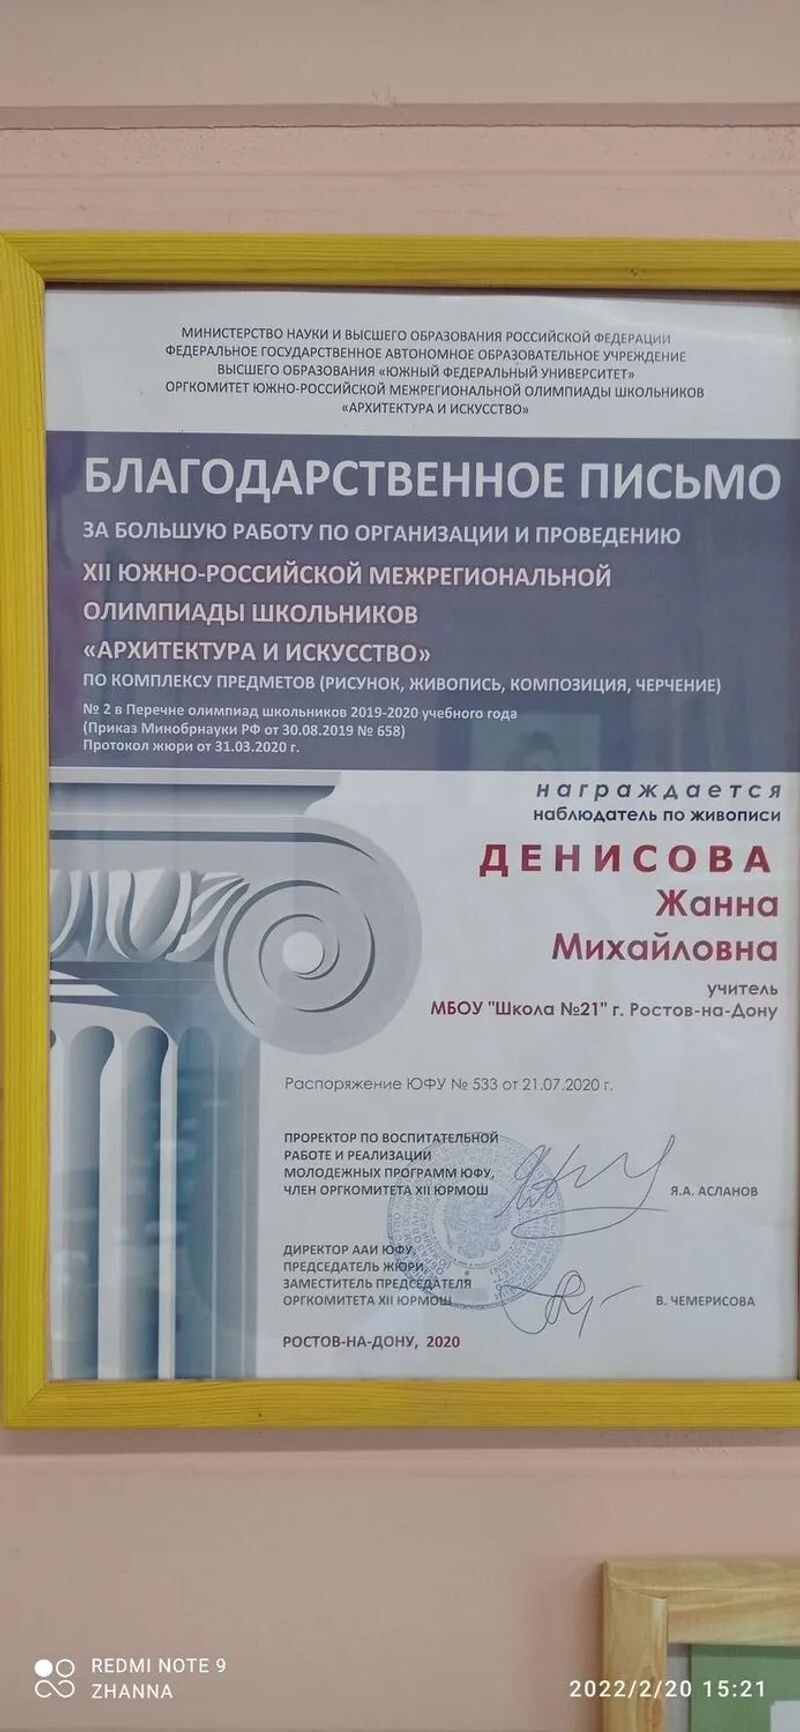 МИНИСТЕРСТВО НАУКИ И ВЫСШЕГО ОБРАЗОВАНИЯ РОССИЙСКОЙ ФЕДЕРАЦИИ
ФЕДЕРАЛЬНОЕ ГОСУДАРСТВЕННОЕ АВТОНОМНОЕ ОБРАЗОВАТЕЛЬНОЕ УЧРЕЖДЕНИЕ
ВЫСШЕГО ОБРАЗОВАНИЯ «ЮЖНЫЙ ФЕДЕРАЛЬНЫЙ УНИВЕРСИТЕТ»
ОРГКОМИТЕТ ЮЖНО-РОССИЙСКОЙ МЕЖРЕГИОНАЛЬНОЙ ОЛИМПИАДЫ ШКОЛЬНИКОВ
«АРХИТЕКТУРА И ИСКУССТВО»
БЛАГОДАРСТВЕННОЕ ПИСЬМО
ЗА БОЛЬШУЮ РАБОТУ ПО ОРГАНИЗАЦИИ И ПРОВЕДЕНИЮ
XII ЮЖНО-РОССИЙСКОЙ МЕЖРЕГИОНАЛЬНОЙ
ОЛИМПИАДЫ ШКОЛЬНИКОВ
«АРХИТЕКТУРА И ИСКУССТВО»
ПО КОМПЛЕКСУ ПРЕДМЕТОВ (РИСУНОК, ЖИВОПИСЬ, КОМПОЗИЦИЯ, ЧЕРЧЕНИЕ)
№ 2 в Перечне олимпиад школьников 2019-2020 учебного года
(Приказ Минобрнауки РФ от 30.08.2019 № 658)
Протокол жюри от 31.03.2020 г.
награждается
наблюдатель по живописи
ДЕНИСОВА
Жанна
Михайловна
учитель
МБОУ "Школа №21" г. Ростов-на-Дону
Распоряжение ЮФУ № 533 от 21.07.2020 г.
ПРОРЕКТОР ПО ВОСПИТАТЕЛЬНОЙ
РАБОТЕ И РЕАЛИЗАЦИИ
МОЛОДЕЖНЫХ ПРОГРАММ ЮФУ,
ЧЛЕН ОРГКОМИТЕТА XII ЮРМОШ
Я.А. АСЛАНОВ
ДИРЕКТОР ААИ ЮФУ,
ПРЕДСЕДАТЕЛЬ ЖЮРИ,
ЗАМЕСТИТЕЛЬ ПРЕДСЕДАТЕЛЯ
ОРГКОМИТЕТА XII ЮРМОШ
В. ЧЕМЕРИСОВА
РОСТОВ-НА-ДОНУ, 2020
REDMI NOTE 9
ZHANNA
2022/2/20 15:21